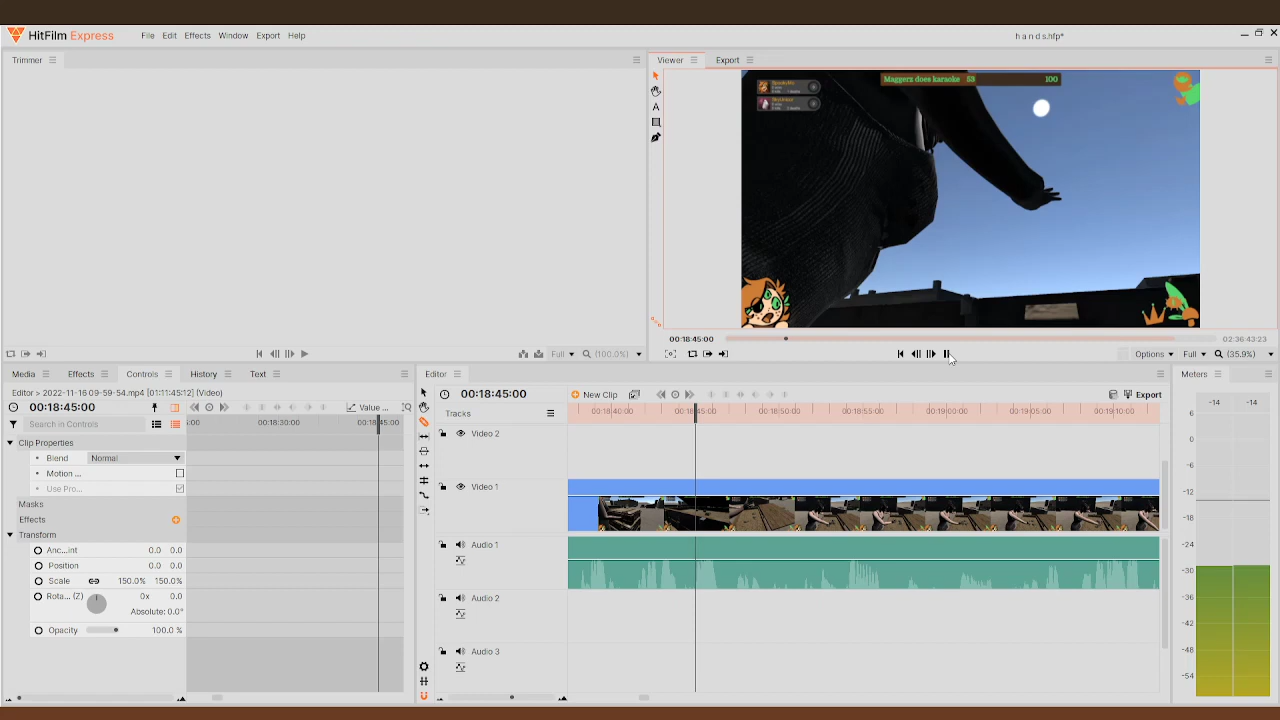 HitFilm Express
File Edit Effects Window Export Help
h a n d s.hfp*
Trimmer
Viewer Export
Maggerz does karaoke 53 100
00:18:45:00
02:36:43:23
Full (100.0%)
Options Full (35.9%)
Media Effects Controls History Text
Editor
Meters
Editor > 2022-11-16 09-59-54.mp4 [01:11:45:12] (Video)
00:18:45:00
Value ...
Search in Controls
00:18:30:00
00:18:45:00
Clip Properties
Blend Normal
Motion ...
Use Pro...
Masks
Effects
Transform
Anc...int 0.0 0.0
Position 0.0 0.0
Scale 150.0% 150.0%
Rota... (Z) 0x 0.0
Absolute: 0.0°
Opacity 100.0 %
00:18:45:00
New Clip
Export
Tracks
00:18:40:00 00:18:45:00 00:18:50:00 00:18:55:00 00:19:00:00 00:19:05:00 00:19:10:00
Video 2
Video 1
Audio 1
Audio 2
Audio 3
-14 -14
6
0
-6
-12
-18
-24
-30
-36
-42
-48
-54